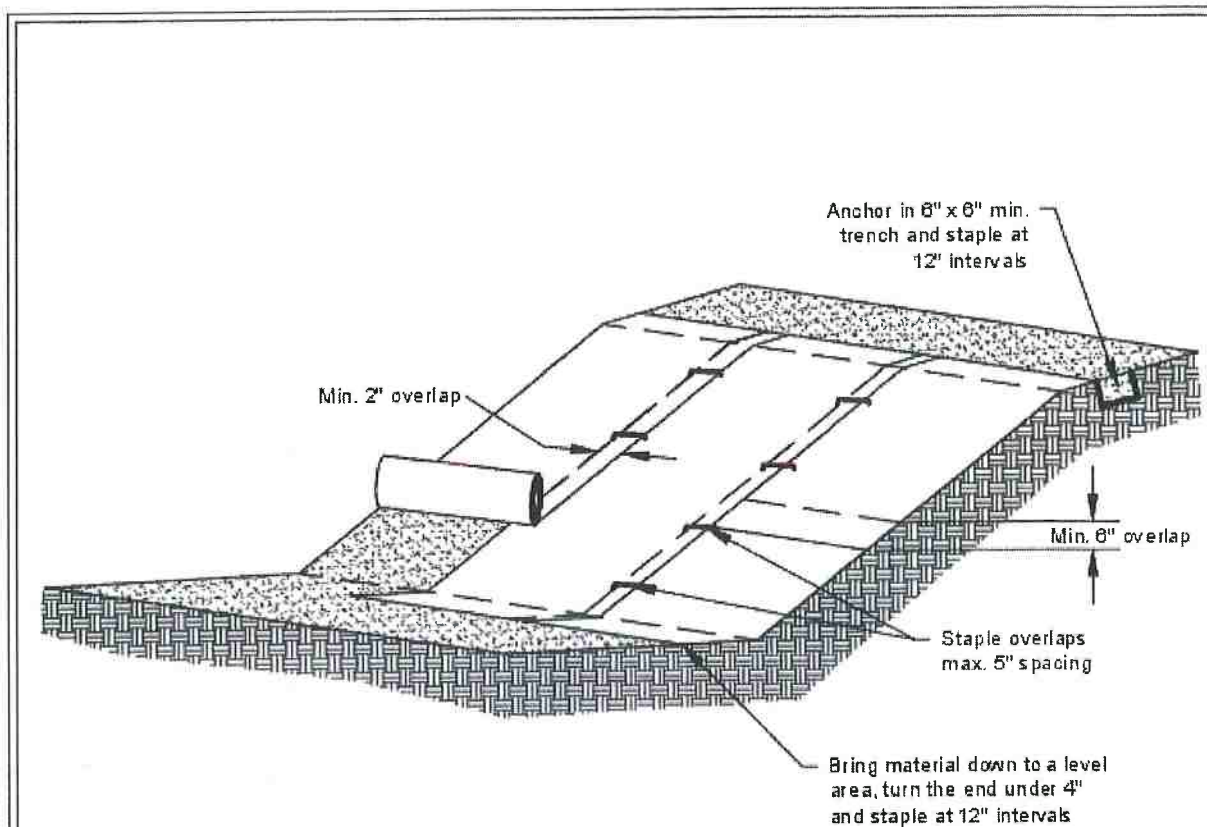 Anchor in 6" x 6" min.
trench and staple at
12" intervals
Min. 2" overlap
Min. 6" overlap
Staple overlaps
max. 5" spacing
Bring material down to a level
area, turn the end under 4"
and staple at 12" intervals